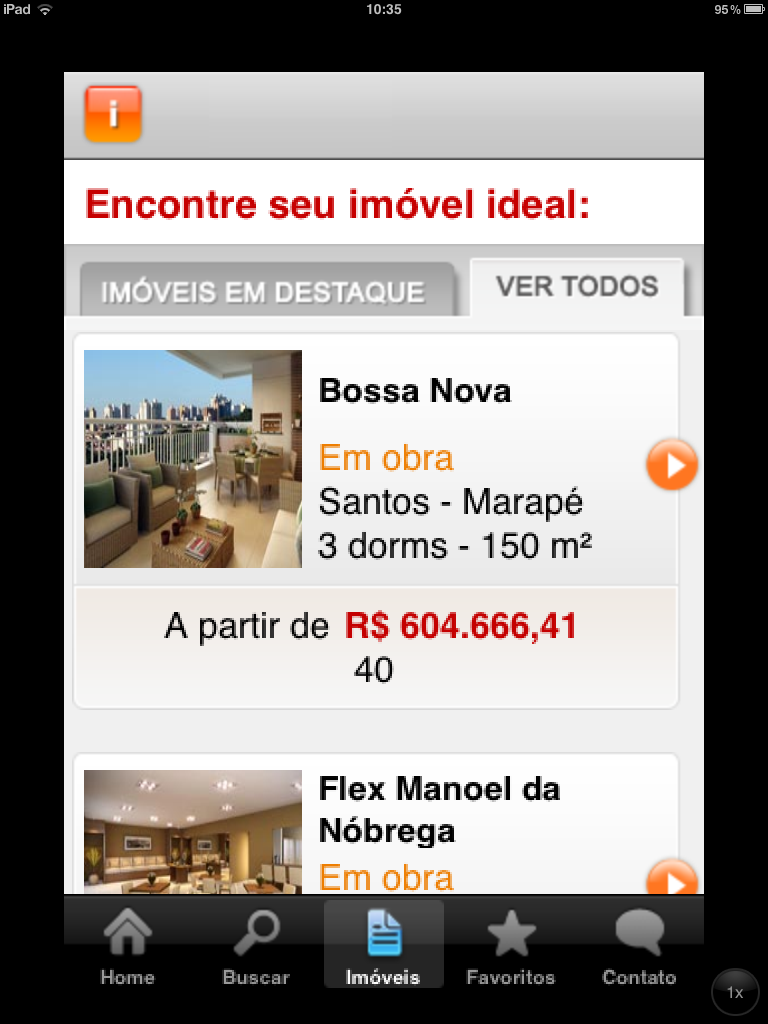 iPad 10:35 95%
i
Encontre seu imóvel ideal:
IMÓVEIS EM DESTAQUE VER TODOS
Bossa Nova
Em obra
Santos - Marapé
3 dorms - 150 m²
A partir de R$ 604.666,41
40
Flex Manoel da
Nóbrega
Em obra
Home Buscar Imóveis Favoritos Contato
1x